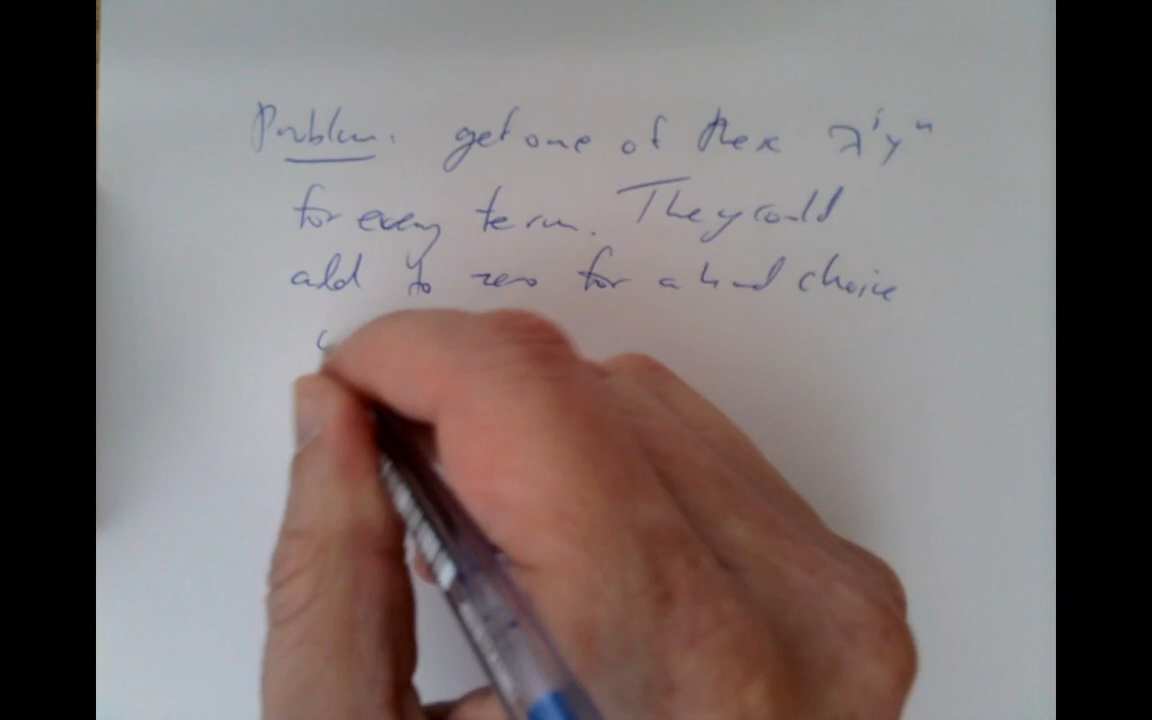 Problem: get one of these λ^i y^n
for every term. They could
add to zero for a bad choice